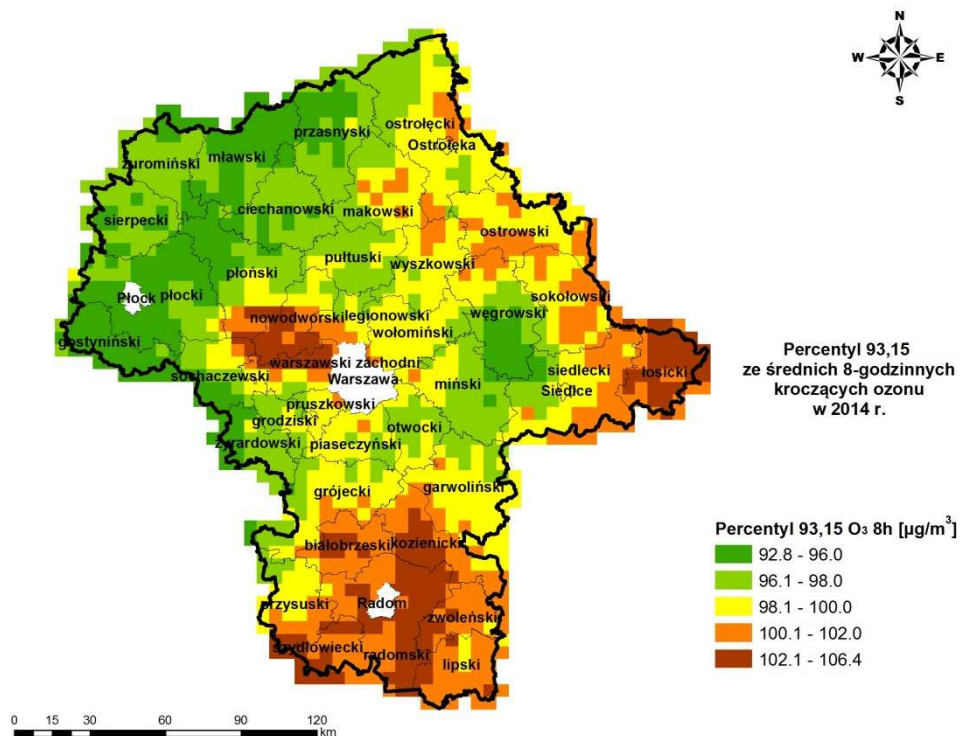 N
W E
S
ostrołęcki
przasnyski
Ostrołęka
mławski
żuromiński
ciechanowski
makowski
sierpecki
ostrowski
pułtuski
wyszkowski
płoński
Płock
płocki
sokołowski
nowodworski
legionowski
węgrowski
wołomiński
gostyniński
warszawski zachodni
sochaczewski
Warszawa
miński
siedlecki
łosicki
Siedlce
pruszkowski
grodziski
otwocki
żyrardowski
piaseczyński
grójecki
garwoliński
białobrzeski
kozienicki
przysuski
Radom
zwoleński
szydłowiecki
radomski
lipski
Percentyl 93,15
ze średnich 8-godzinnych
kroczących ozonu
w 2014 r.
Percentyl 93,15 O₃ 8h [µg/m³]
92.8 - 96.0
96.1 - 98.0
98.1 - 100.0
100.1 - 102.0
102.1 - 106.4
0 15 30 60 90 120
km